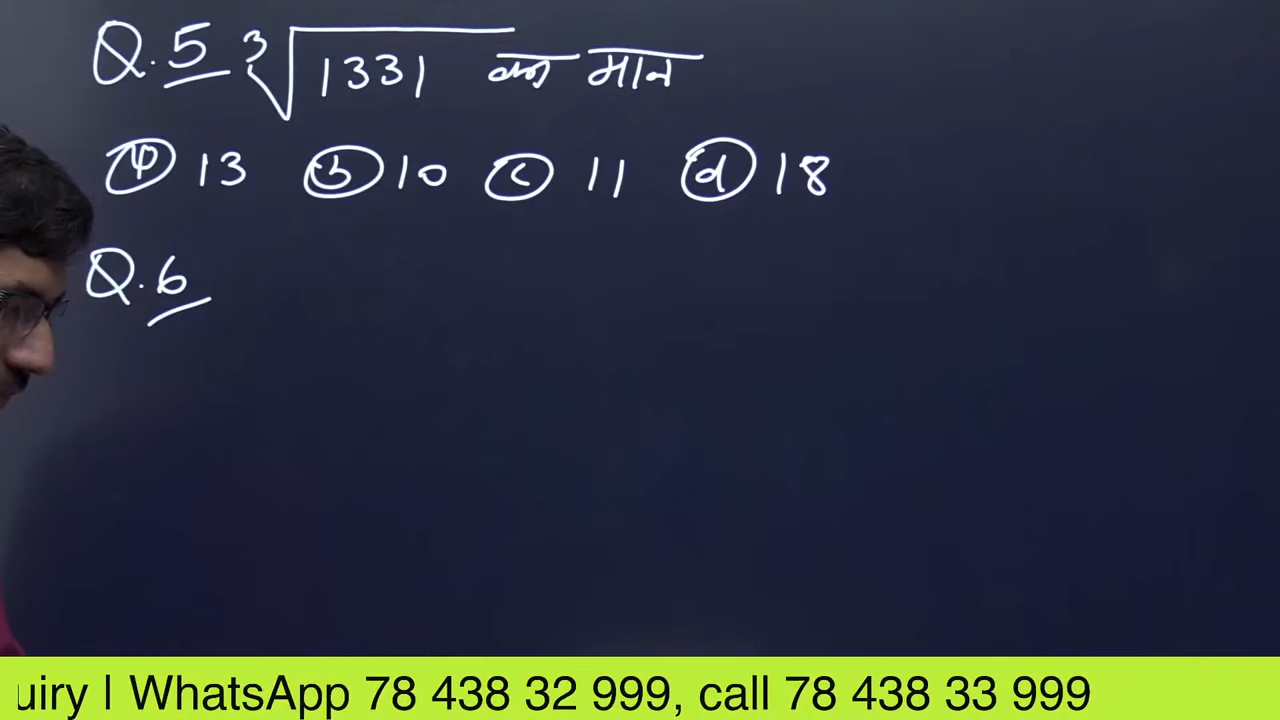 Q.5 ∛1331 का मान
(a) 13 (b) 10 (c) 11 (d) 18
Q.6
uiry | WhatsApp 78 438 32 999, call 78 438 33 999